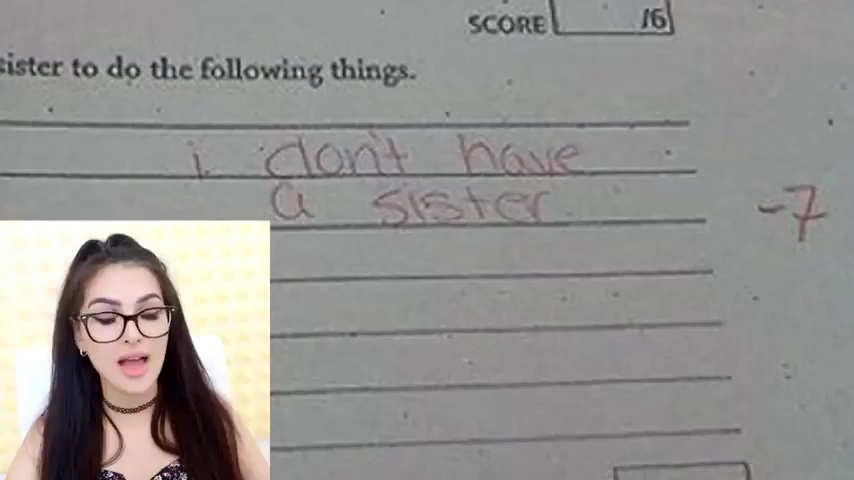 SCORE /6
sister to do the following things.
i don't have
a sister
-7